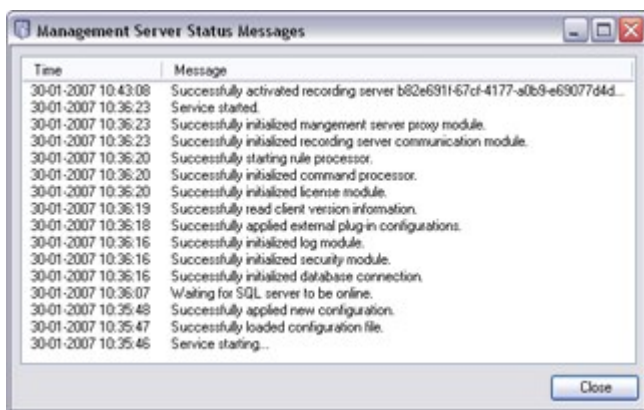 Management Server Status Messages
Time Message
30-01-2007 10:43:08 Successfully activated recording server b82e691f-67cf-4177-a0b9-e69077d4d...
30-01-2007 10:36:23 Service started.
30-01-2007 10:36:23 Successfully initialized mangement server proxy module.
30-01-2007 10:36:23 Successfully initialized recording server communication module.
30-01-2007 10:36:20 Successfully starting rule processor.
30-01-2007 10:36:20 Successfully initialized command processor.
30-01-2007 10:36:20 Successfully initialized license module.
30-01-2007 10:36:19 Successfully read client version information.
30-01-2007 10:36:18 Successfully applied external plug-in configurations.
30-01-2007 10:36:16 Successfully initialized log module.
30-01-2007 10:36:16 Successfully initialized security module.
30-01-2007 10:36:16 Successfully initialized database connection.
30-01-2007 10:36:07 Waiting for SQL server to be online.
30-01-2007 10:35:48 Successfully applied new configuration.
30-01-2007 10:35:47 Successfully loaded configuration file.
30-01-2007 10:35:46 Service starting...
Close